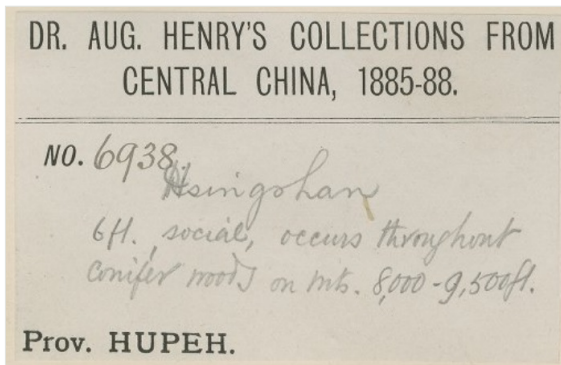 DR. AUG. HENRY'S COLLECTIONS FROM
CENTRAL CHINA, 1885-88.
NO. 6938.
Hsingshan
6ft. social, occurs throughout
conifer woods on mts. 8,000-9,500ft.
Prov. HUPEH.